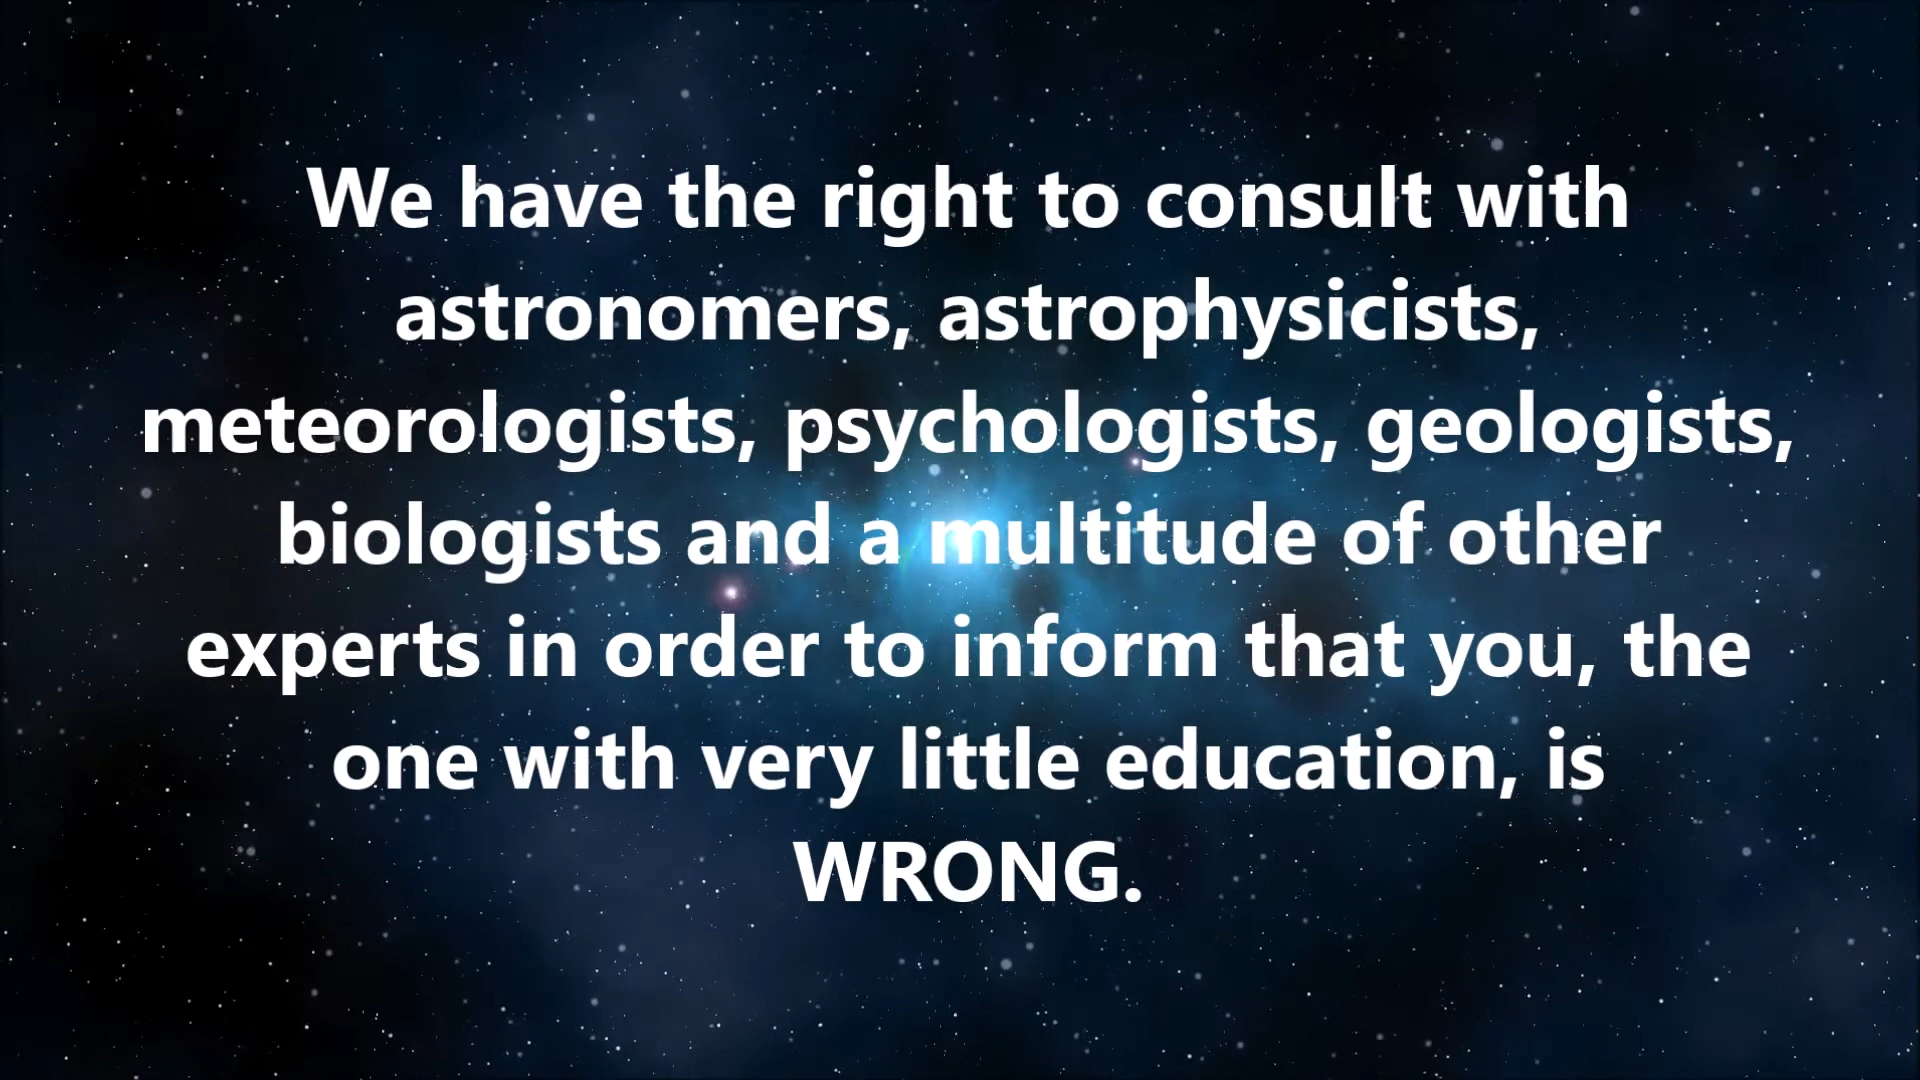 We have the right to consult with
astronomers, astrophysicists,
meteorologists, psychologists, geologists,
biologists and a multitude of other
experts in order to inform that you, the
one with very little education, is
WRONG.